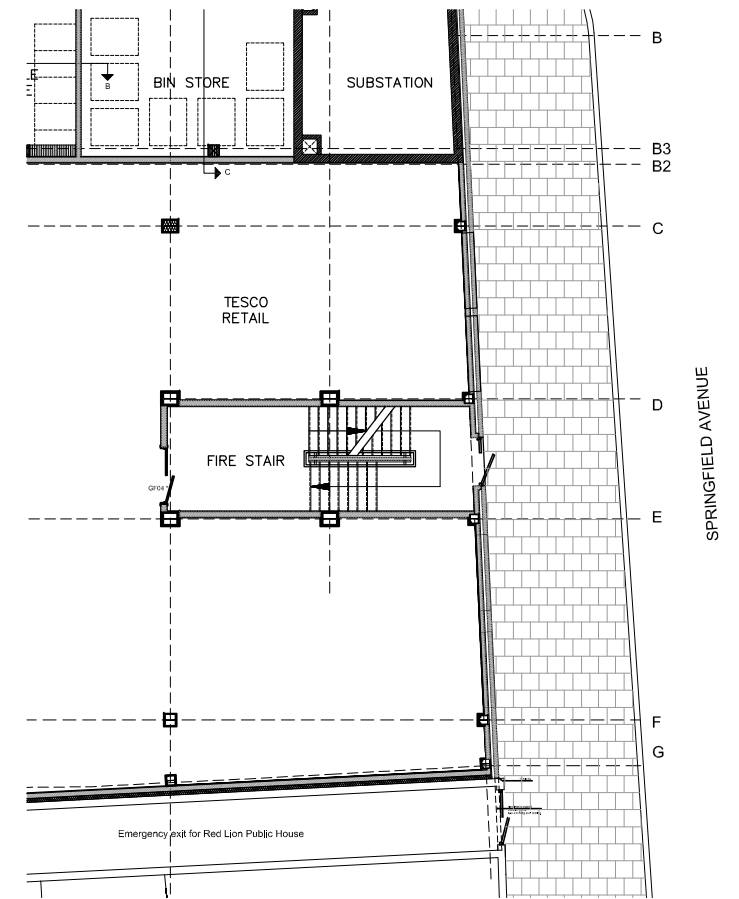 B
E
B
BIN STORE
SUBSTATION
B3
C
B2
C
TESCO
RETAIL
D
SPRINGFIELD AVENUE
FIRE STAIR
GF04
E
F
G
Emergency exit for Red Lion Public House